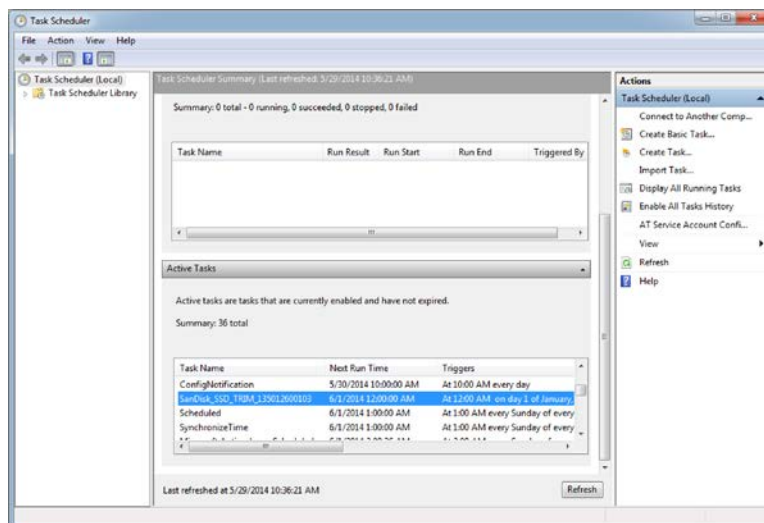 Task Scheduler
File Action View Help
Task Scheduler (Local)
Task Scheduler Library
Task Scheduler Summary (Last refreshed: 5/29/2014 10:36:21 AM)
Summary: 0 total - 0 running, 0 succeeded, 0 stopped, 0 failed
Task Name Run Result Run Start Run End Triggered By
Active Tasks
Active tasks are tasks that are currently enabled and have not expired.
Summary: 36 total
Task Name Next Run Time Triggers
ConfigNotification 5/30/2014 10:00:00 AM At 10:00 AM every day
SanDisk_SSD_TRIM_135012600103 6/1/2014 12:00:00 AM At 12:00 AM on day 1 of January,
Scheduled 6/1/2014 1:00:00 AM At 1:00 AM every Sunday of every
SynchronizeTime 6/1/2014 1:00:00 AM At 1:00 AM every Sunday of every
Last refreshed at 5/29/2014 10:36:21 AM
Refresh
Actions
Task Scheduler (Local)
Connect to Another Comp...
Create Basic Task...
Create Task...
Import Task...
Display All Running Tasks
Enable All Tasks History
AT Service Account Confi...
View
Refresh
Help